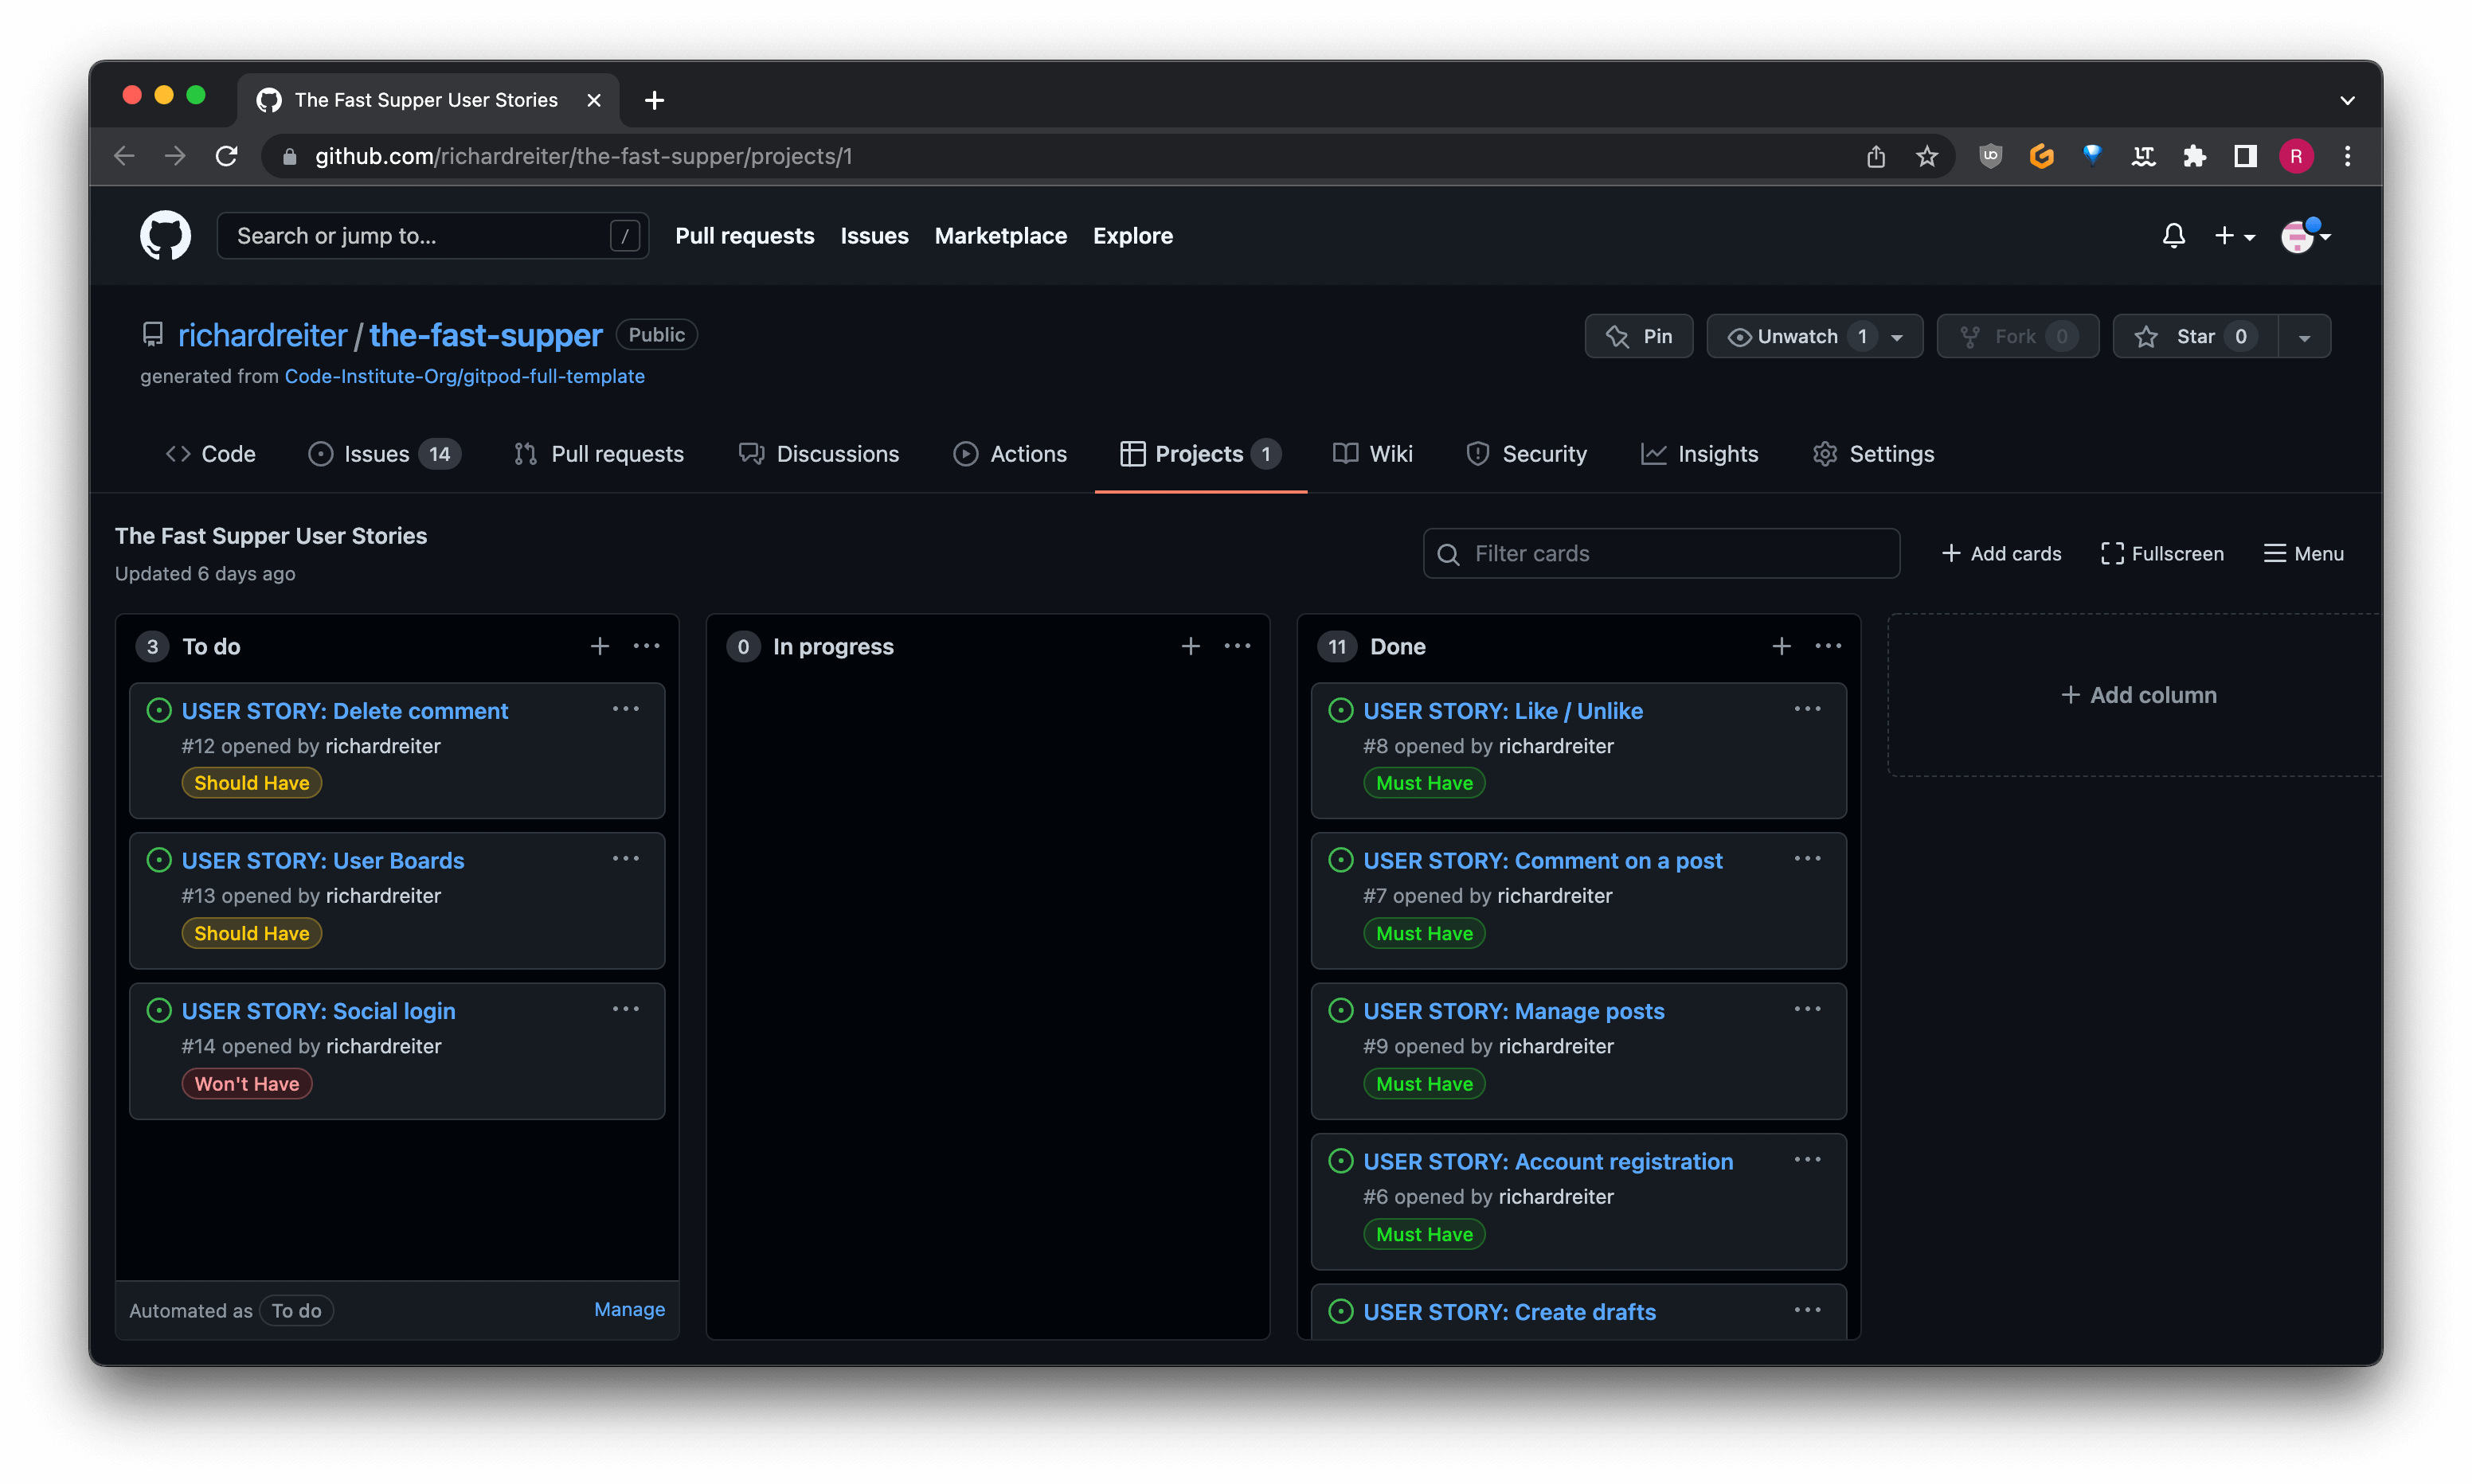 The Fast Supper User Stories
github.com/richardreiter/the-fast-supper/projects/1
R
Search or jump to... /
Pull requests Issues Marketplace Explore
richardreiter / the-fast-supper Public
Pin Unwatch 1 Fork 0 Star 0
generated from Code-Institute-Org/gitpod-full-template
Code Issues 14 Pull requests Discussions Actions Projects 1 Wiki Security Insights Settings
The Fast Supper User Stories
Updated 6 days ago
Filter cards Add cards Fullscreen Menu
3 To do
USER STORY: Delete comment
#12 opened by richardreiter
Should Have
USER STORY: User Boards
#13 opened by richardreiter
Should Have
USER STORY: Social login
#14 opened by richardreiter
Won't Have
Automated as To do Manage
0 In progress
11 Done
USER STORY: Like / Unlike
#8 opened by richardreiter
Must Have
USER STORY: Comment on a post
#7 opened by richardreiter
Must Have
USER STORY: Manage posts
#9 opened by richardreiter
Must Have
USER STORY: Account registration
#6 opened by richardreiter
Must Have
USER STORY: Create drafts
Add column